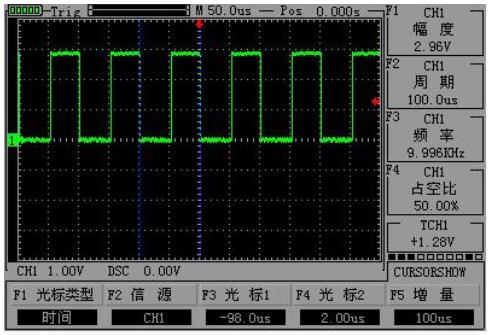 Trig M 50.0us Pos 0.000s
F1 CH1
幅 度
2.96V
F2 CH1
周 期
100.0us
F3 CH1
频 率
9.996KHz
F4 CH1
占空比
50.00%
TCH1
+1.28V
1
CH1 1.00V DSC 0.00V
CURSORSHOW
F1 光标类型 F2 信 源 F3 光 标1 F4 光 标2 F5 增 量
时间 CH1 -98.0us 2.00us 100us